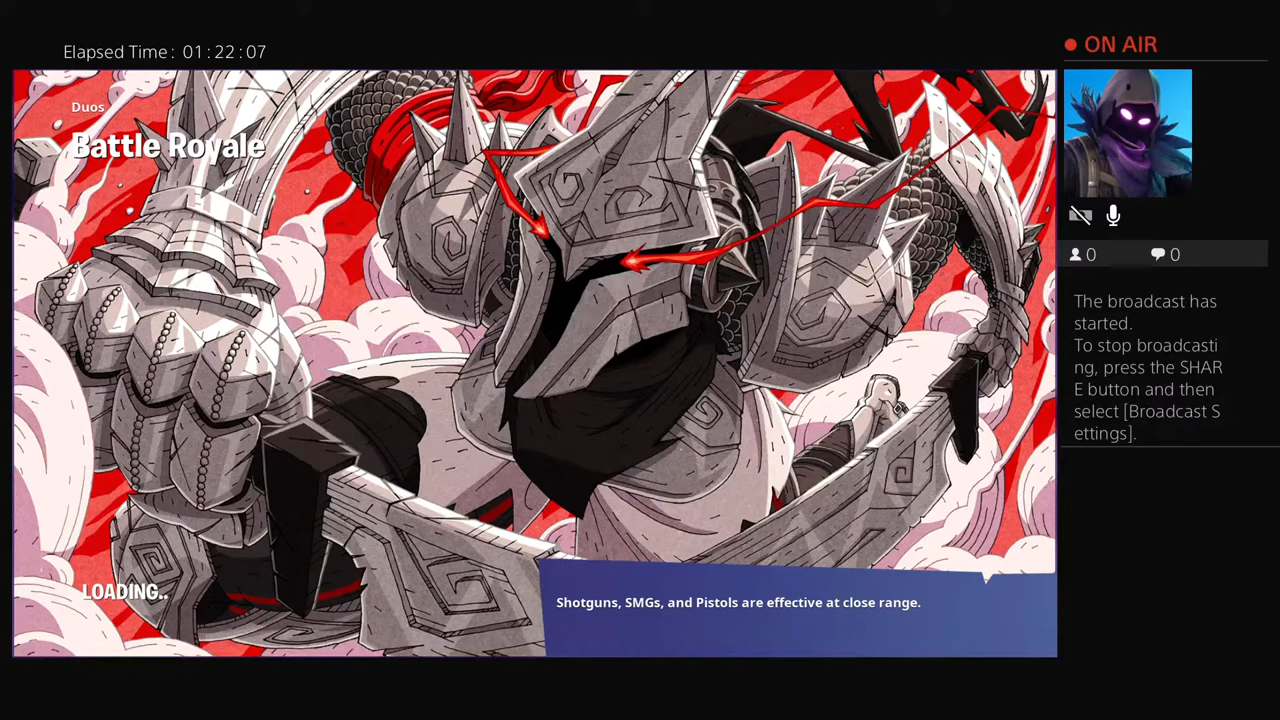 Elapsed Time: 01:22:07
ON AIR
Duos
Battle Royale
0 0
The broadcast has
started.
To stop broadcasti
ng, press the SHAR
E button and then
select [Broadcast S
ettings].
LOADING..
Shotguns, SMGs, and Pistols are effective at close range.